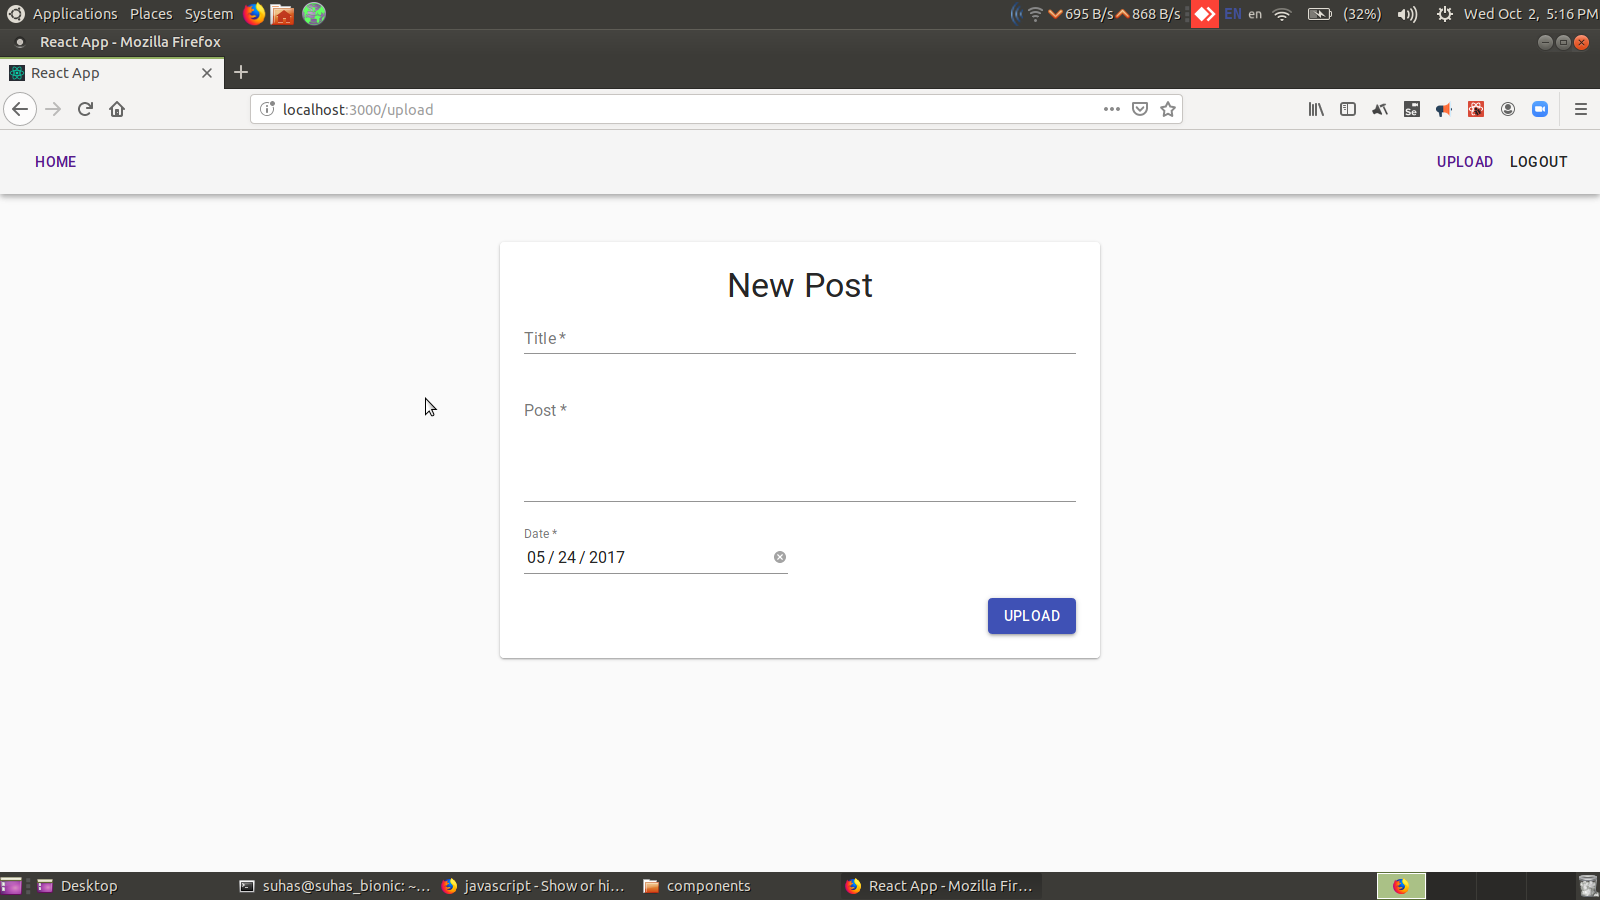 Applications Places System 695 B/s 868 B/s EN en (32%) Wed Oct 2, 5:16 PM
React App - Mozilla Firefox
React App
localhost:3000/upload
Se
HOME UPLOAD LOGOUT
New Post
Title *
Post *
Date *
05 / 24 / 2017
UPLOAD
Desktop suhas@suhas_bionic: ~... javascript - Show or hi... components React App - Mozilla Fir...